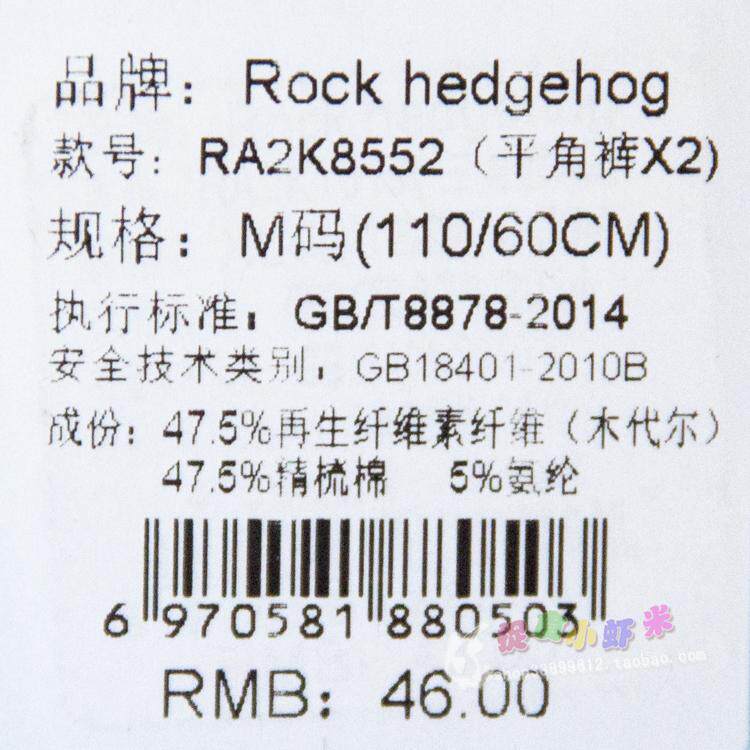 品牌： Rock hedgehog
款号： RA2K8552（平角裤X2)
规格： M码(110/60CM)
执行标准： GB/T8878-2014
安全技术类别： GB18401-2010B
成份： 47.5%再生纤维素纤维（木代尔）
47.5%精梳棉 5%氨纶
6 970581 880503
小虾米
RMB： 46.00